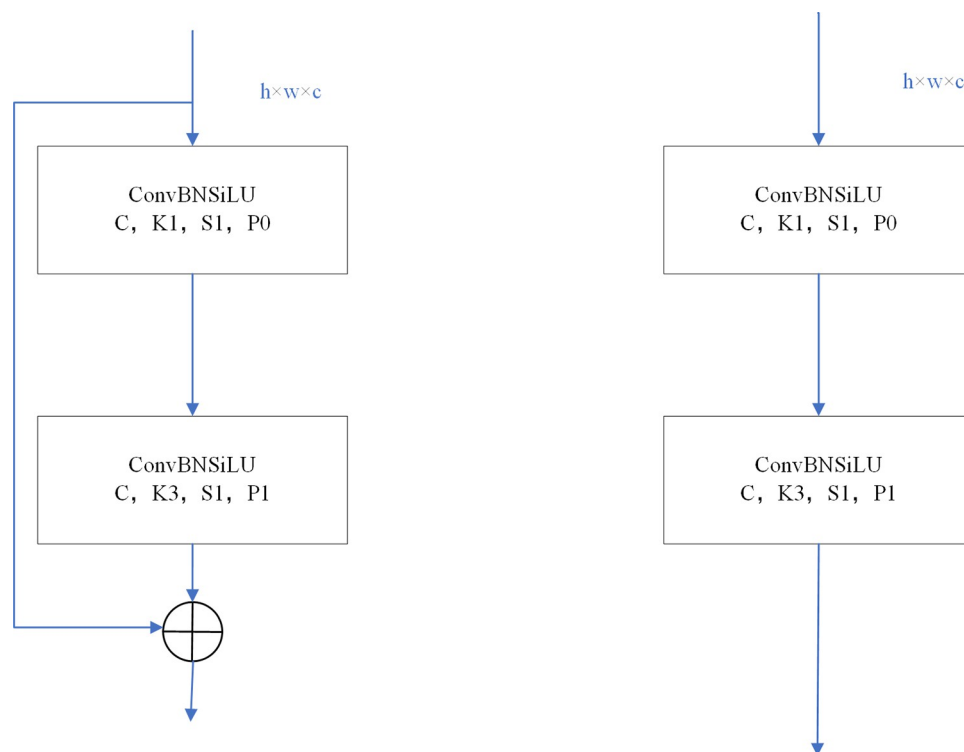 h×w×c
ConvBNSiLU
C, K1, S1, P0
ConvBNSiLU
C, K3, S1, P1
h×w×c
ConvBNSiLU
C, K1, S1, P0
ConvBNSiLU
C, K3, S1, P1